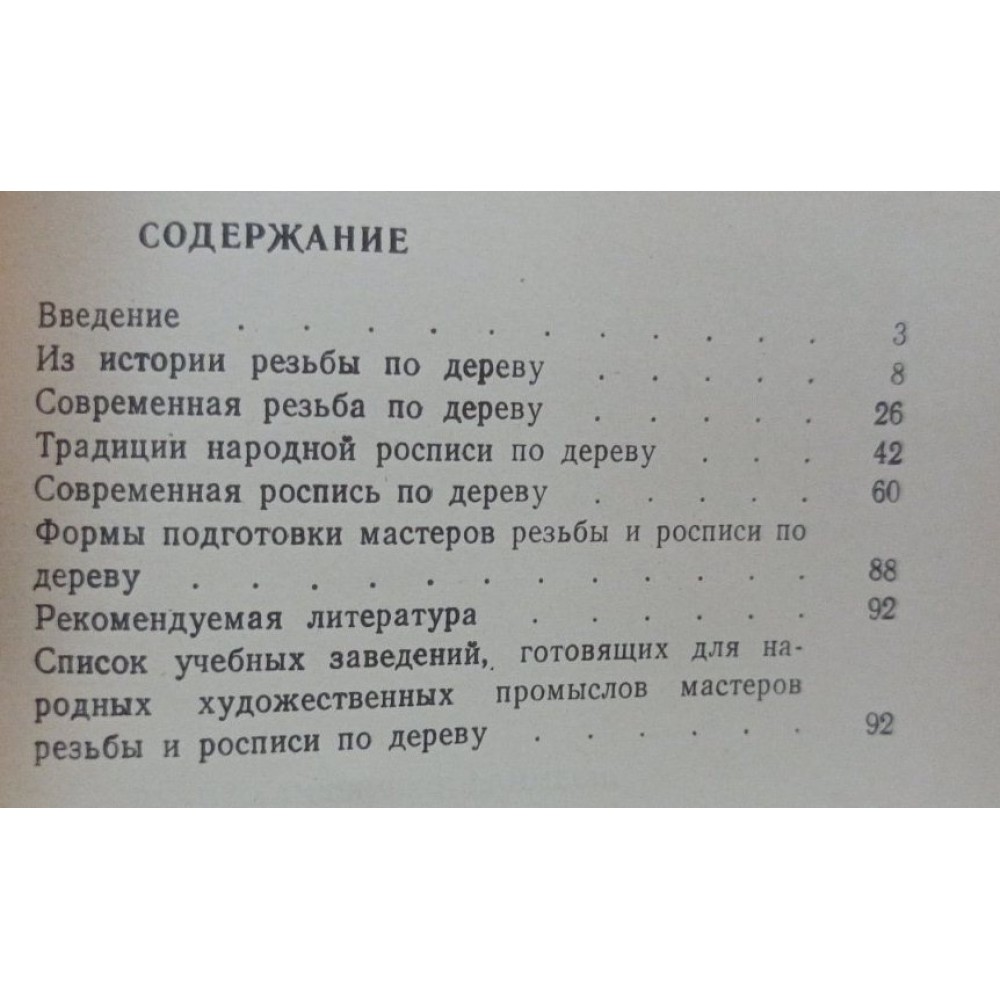 СОДЕРЖАНИЕ
Введение . . . . . . . . . . 3
Из истории резьбы по дереву . . . . 8
Современная резьба по дереву . . . . 26
Традиции народной росписи по дереву . . . 42
Современная роспись по дереву . . . . 60
Формы подготовки мастеров резьбы и росписи по
дереву . . . . . . . . . . . 88
Рекомендуемая литература . . . . . 92
Список учебных заведений, готовящих для на-
родных художественных промыслов мастеров
резьбы и росписи по дереву . . . . . 92